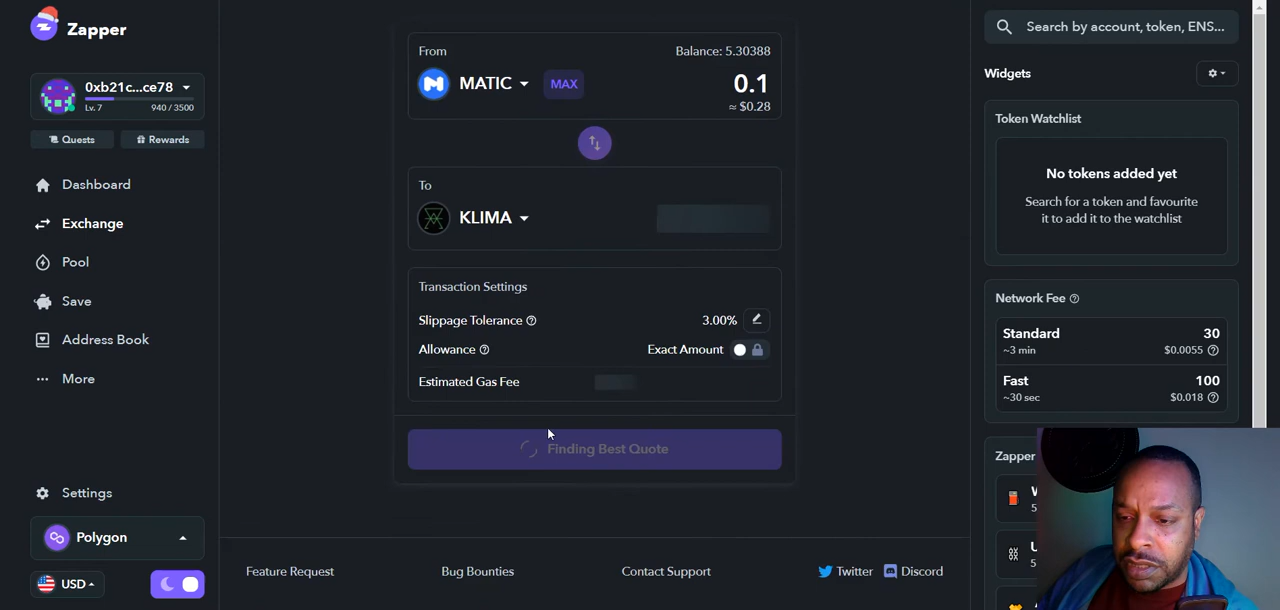 Zapper
0xb21c...ce78
Lv. 7 940 / 3500
Quests Rewards
Dashboard
Exchange
Pool
Save
Address Book
More
Settings
Polygon
USD
From Balance: 5.30388
MATIC MAX 0.1
≈ $0.28
To
KLIMA
Transaction Settings
Slippage Tolerance 3.00%
Allowance Exact Amount
Estimated Gas Fee
Finding Best Quote
Feature Request Bug Bounties Contact Support Twitter Discord
Search by account, token, ENS...
Widgets
Token Watchlist
No tokens added yet
Search for a token and favourite
it to add it to the watchlist
Network Fee
Standard 30
~3 min $0.0055
Fast 100
~30 sec $0.018
Zapper